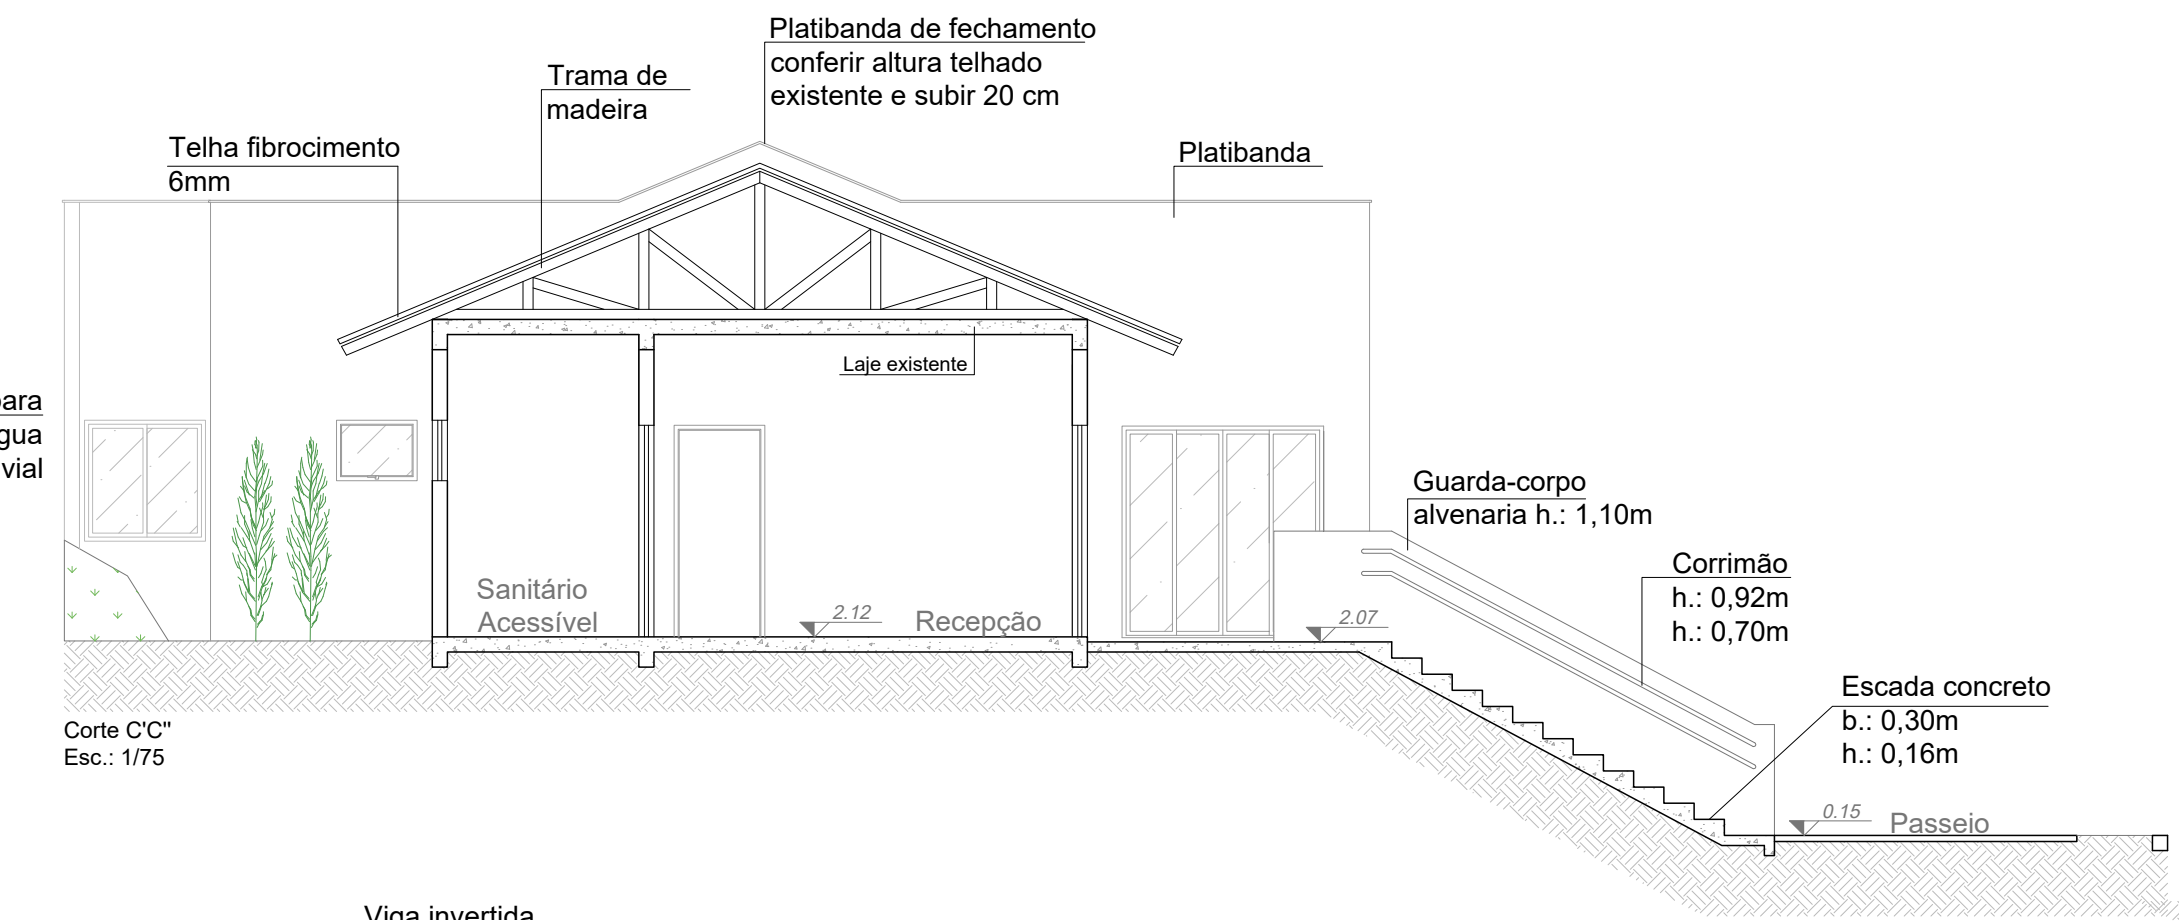 Platibanda de fechamento
conferir altura telhado
existente e subir 20 cm
Trama de
madeira
Telha fibrocimento
6mm
Platibanda
Laje existente
para
vial
Guarda-corpo
alvenaria h.: 1,10m
Corrimão
h.: 0,92m
h.: 0,70m
Sanitário
Acessível
2.12
Recepção
2.07
Escada concreto
b.: 0,30m
h.: 0,16m
0.15
Passeio
Corte C'C"
Esc.: 1/75
Viga invertida